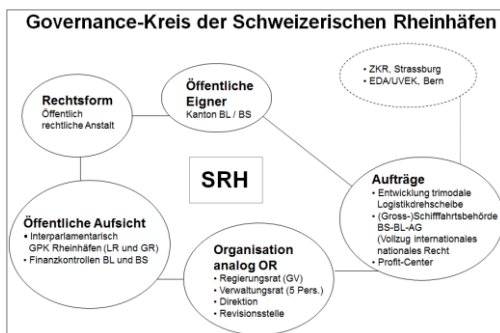 Governance-Kreis der Schweizerischen Rheinhäfen
• ZKR, Strassburg
• EDA/UVEK, Bern
Öffentliche
Eigner
Kanton BL / BS
Rechtsform
Öffentlich
rechtliche Anstalt
SRH
Aufträge
• Entwicklung trimodale
Logistikdrehscheibe
• (Gross-)Schifffahrtsbehörde
BS-BL-AG
(Vollzug internationales
nationales Recht
• Profit-Center
Öffentliche Aufsicht
• Interparlamentarisch
GPK Rheinhäfen (LR und GR)
• Finanzkontrollen BL und BS
Organisation
analog OR
• Regierungsrat (GV)
• Verwaltungsrat (5 Pers.)
• Direktion
• Revisionsstelle